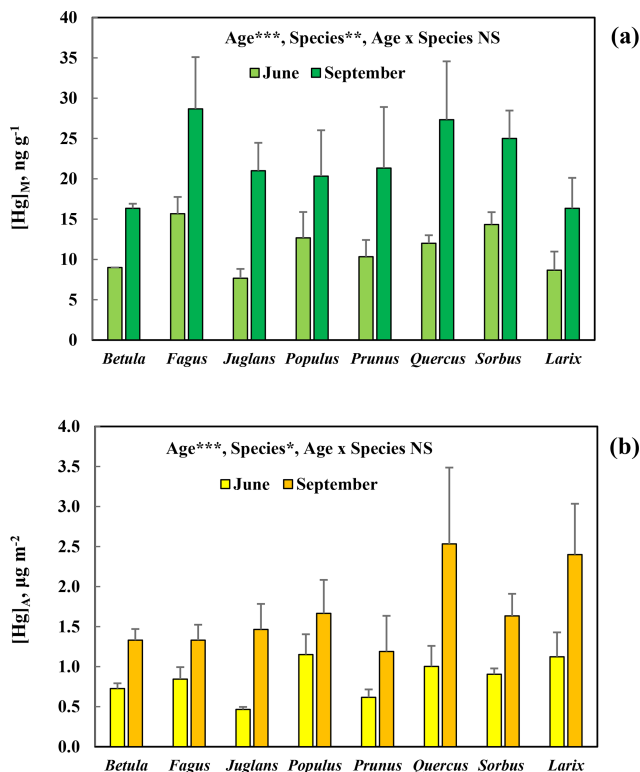 (a)
Age***, Species**, Age x Species NS
June September
[Hg]M, ng g-1
40
35
30
25
20
15
10
5
0
Betula Fagus Juglans Populus Prunus Quercus Sorbus Larix
(b)
Age***, Species*, Age x Species NS
June September
[Hg]A, µg m-2
4.0
3.5
3.0
2.5
2.0
1.5
1.0
0.5
0.0
Betula Fagus Juglans Populus Prunus Quercus Sorbus Larix